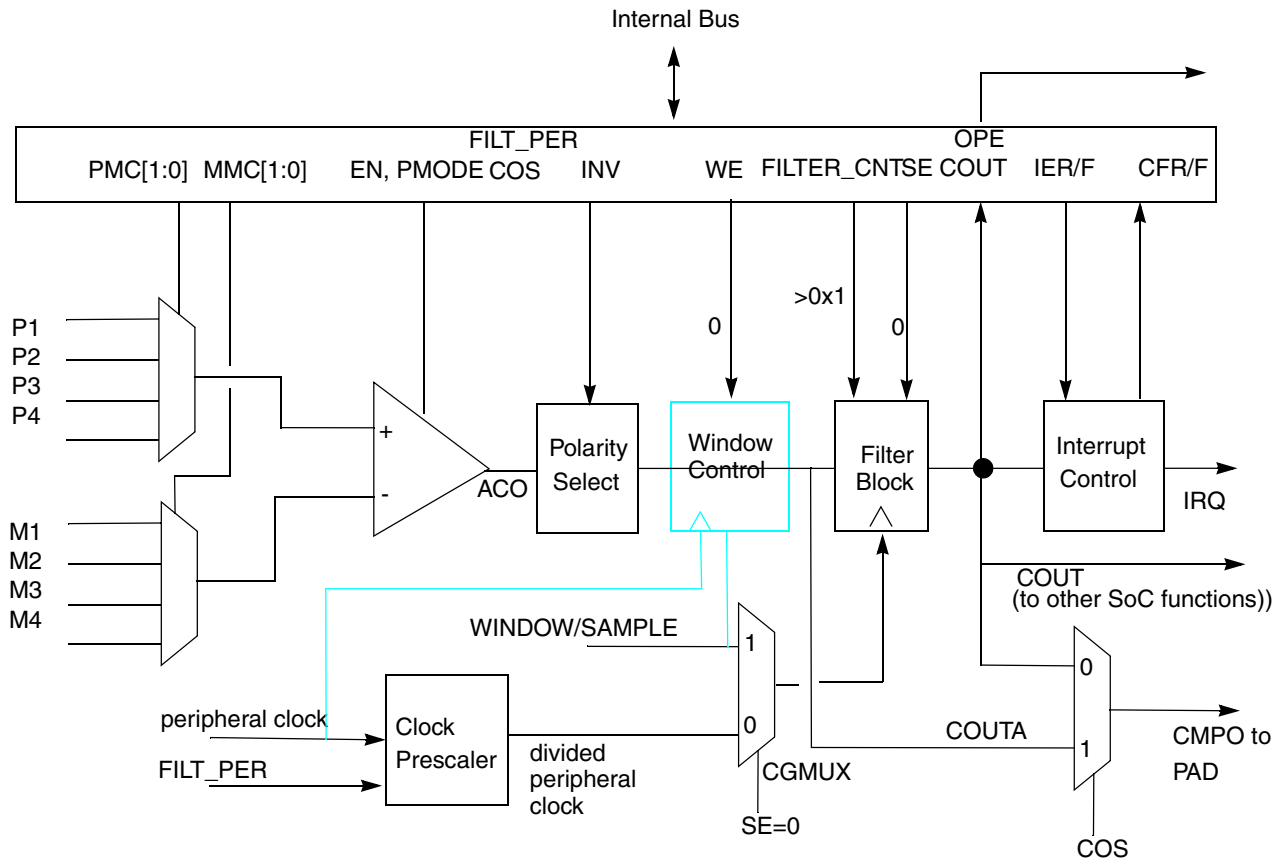 Internal Bus
FILT_PER
OPE
PMC[1:0]
MMC[1:0]
EN, PMODE
COS
INV
WE
FILTER_CNT
SE
COUT
IER/F
CFR/F
>0x1
0
0
P1
P2
P3
P4
+
-
ACO
Polarity
Select
Window
Control
Filter
Block
Interrupt
Control
IRQ
M1
M2
M3
M4
COUT
(to other SoC functions))
WINDOW/SAMPLE
1
0
CGMUX
SE=0
peripheral clock
FILT_PER
Clock
Prescaler
divided
peripheral
clock
COUTA
0
1
CMPO to
PAD
COS